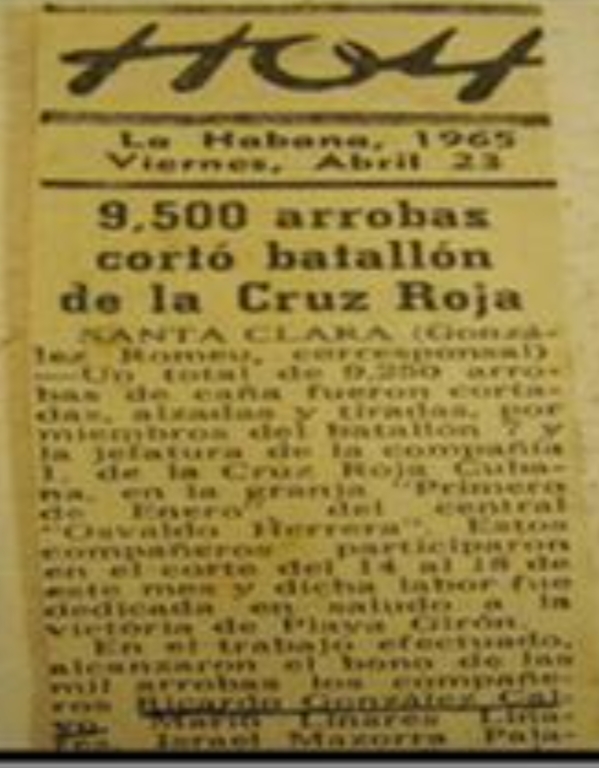 HOY
La Habana, 1965
Viernes, Abril 23
9,500 arrobas
cortó batallón
de la Cruz Roja
SANTA CLARA (Gonzá-
lez Romeu, corresponsal)
—Un total de 9,250 arro-
bas de caña fueron corta-
das, alzadas y tiradas, por
miembros del batallón 7 y
la jefatura de la compañía
1, de la Cruz Roja Cuba-
na, en la granja "Primero
de Enero" del central
"Osvaldo Herrera". Estos
compañeros participaron
en el corte del 14 al 18 de
este mes y dicha labor fue
dedicada en saludo a la
victoria de Playa Girón.
En el trabajo efectuado,
alcanzaron el bono de las
mil arrobas los compañe-
ros Ricardo González Cal-
vo, Mario Linares Lina-
res, Israel Mazorra Paja-